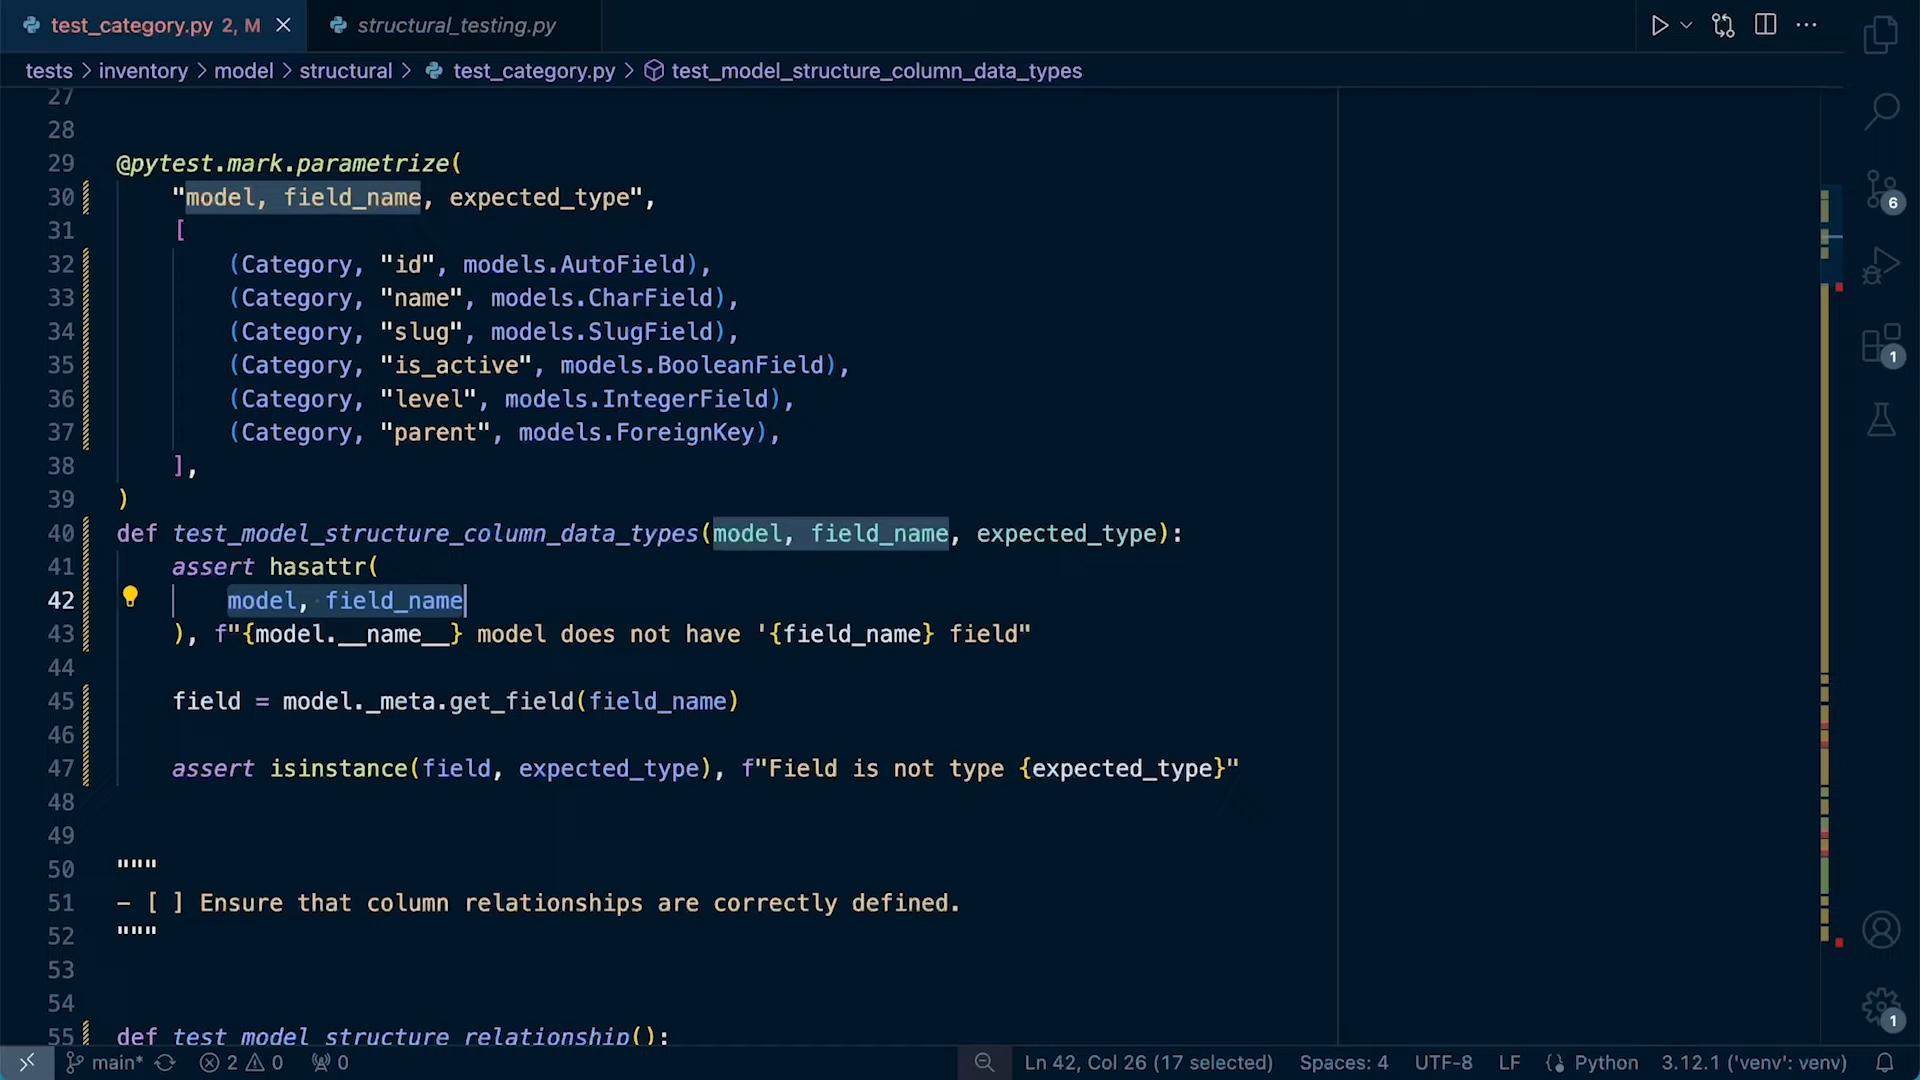 test_category.py 2, M
structural_testing.py
tests > inventory > model > structural > test_category.py > test_model_structure_column_data_types
27
28
29 @pytest.mark.parametrize(
30 "model, field_name, expected_type",
31 [
32 (Category, "id", models.AutoField),
33 (Category, "name", models.CharField),
34 (Category, "slug", models.SlugField),
35 (Category, "is_active", models.BooleanField),
36 (Category, "level", models.IntegerField),
37 (Category, "parent", models.ForeignKey),
38 ],
39 )
40 def test_model_structure_column_data_types(model, field_name, expected_type):
41 assert hasattr(
42 model, field_name
43 ), f"{model.__name__} model does not have '{field_name} field"
44
45 field = model._meta.get_field(field_name)
46
47 assert isinstance(field, expected_type), f"Field is not type {expected_type}"
48
49
50 """
51 - [ ] Ensure that column relationships are correctly defined.
52 """
53
54
55 def test_model_structure_relationship():
6
1
1
main* 2 0 0 Ln 42, Col 26 (17 selected) Spaces: 4 UTF-8 LF Python 3.12.1 ('venv': venv)